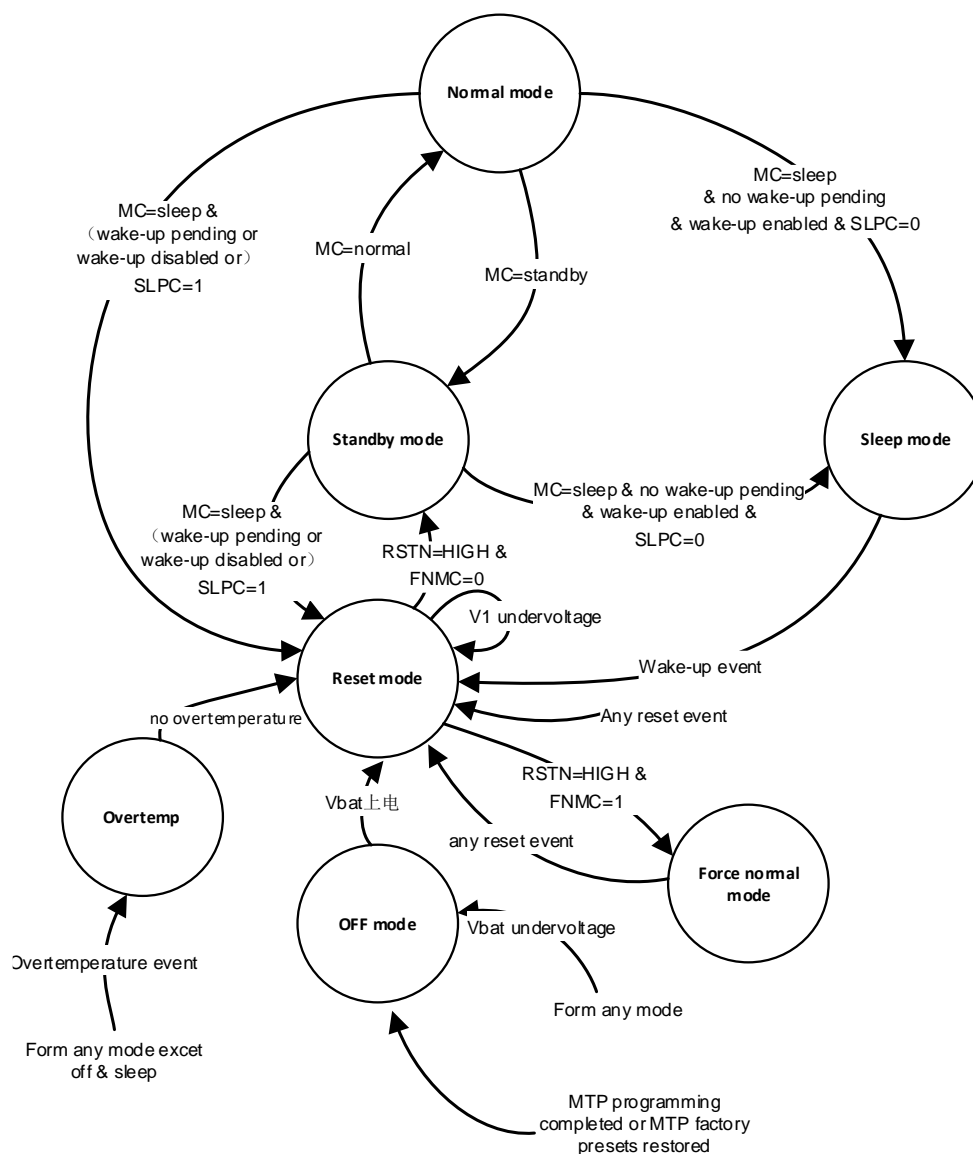 Normal mode
MC=sleep
& no wake-up pending
& wake-up enabled & SLPC=0
MC=sleep &
（wake-up pending or
wake-up disabled or）
SLPC=1
MC=normal
MC=standby
Standby mode
Sleep mode
MC=sleep & no wake-up pending
& wake-up enabled &
SLPC=0
MC=sleep &
（wake-up pending or
wake-up disabled or）
SLPC=1
RSTN=HIGH &
FNMC=0
V1 undervoltage
Reset mode
Wake-up event
Any reset event
no overtemperature
RSTN=HIGH &
FNMC=1
Vbat上电
Overtemp
any reset event
Force normal
mode
OFF mode
Vbat undervoltage
Overtemperature event
Form any mode
Form any mode excet
off & sleep
MTP programming
completed or MTP factory
presets restored